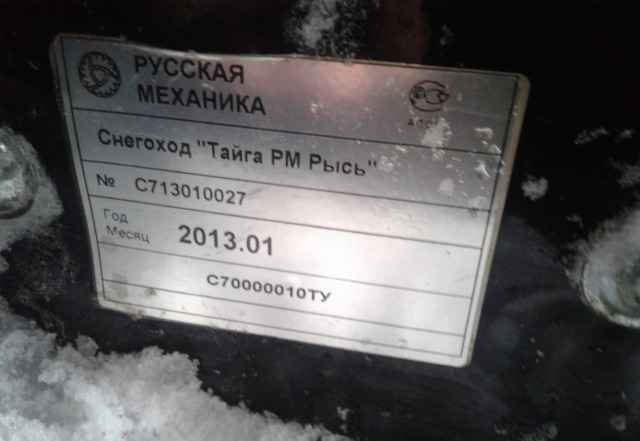 РУССКАЯ
МЕХАНИКА
Снегоход "Тайга РМ Рысь"
№ С713010027
Год
Месяц 2013.01
С70000010ТУ